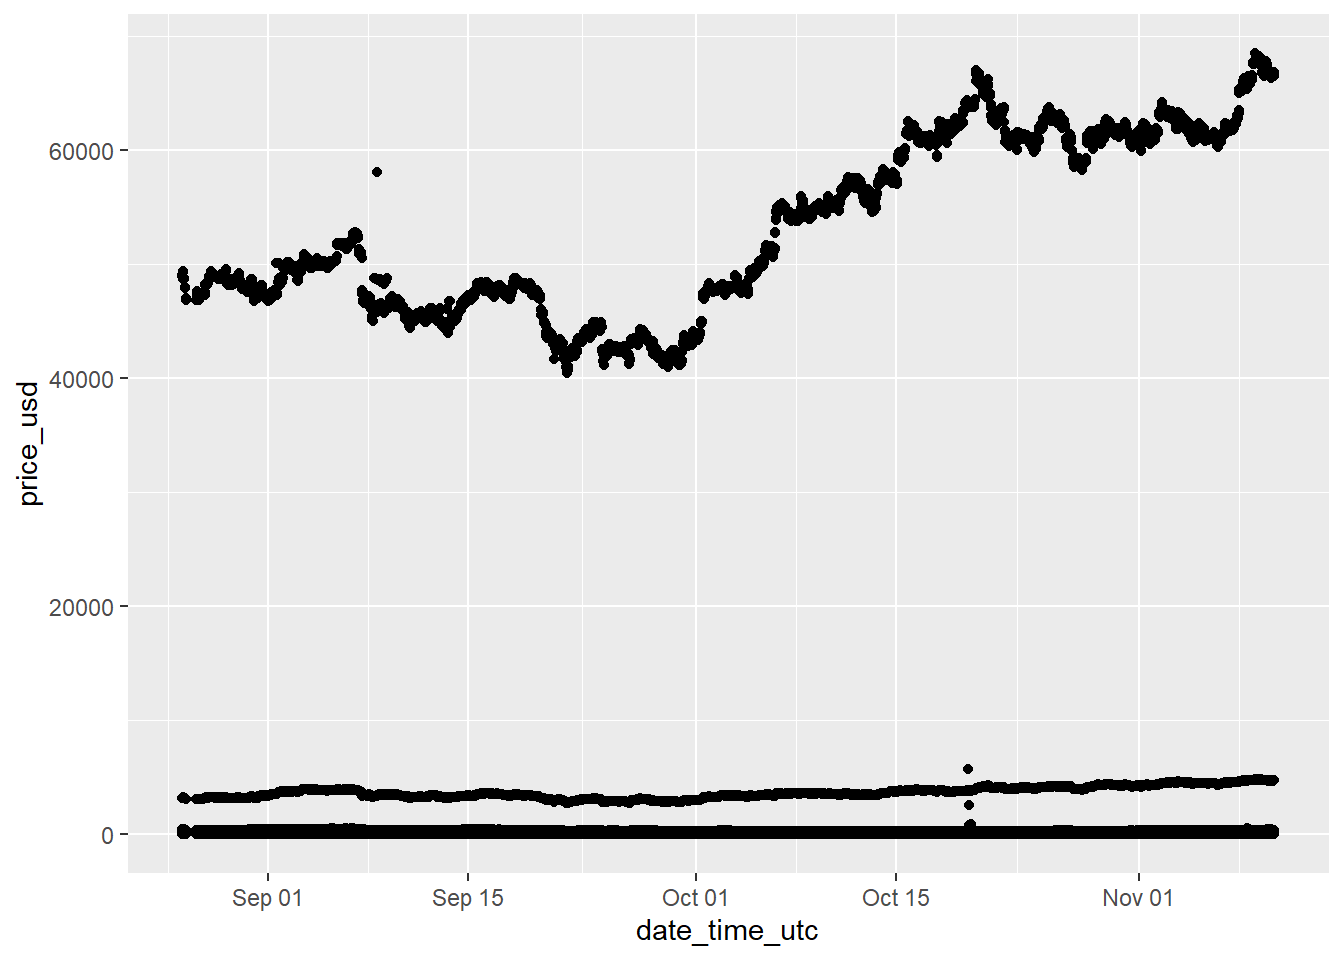 60000
40000
20000
0
price_usd
Sep 01
Sep 15
Oct 01
Oct 15
Nov 01
date_time_utc